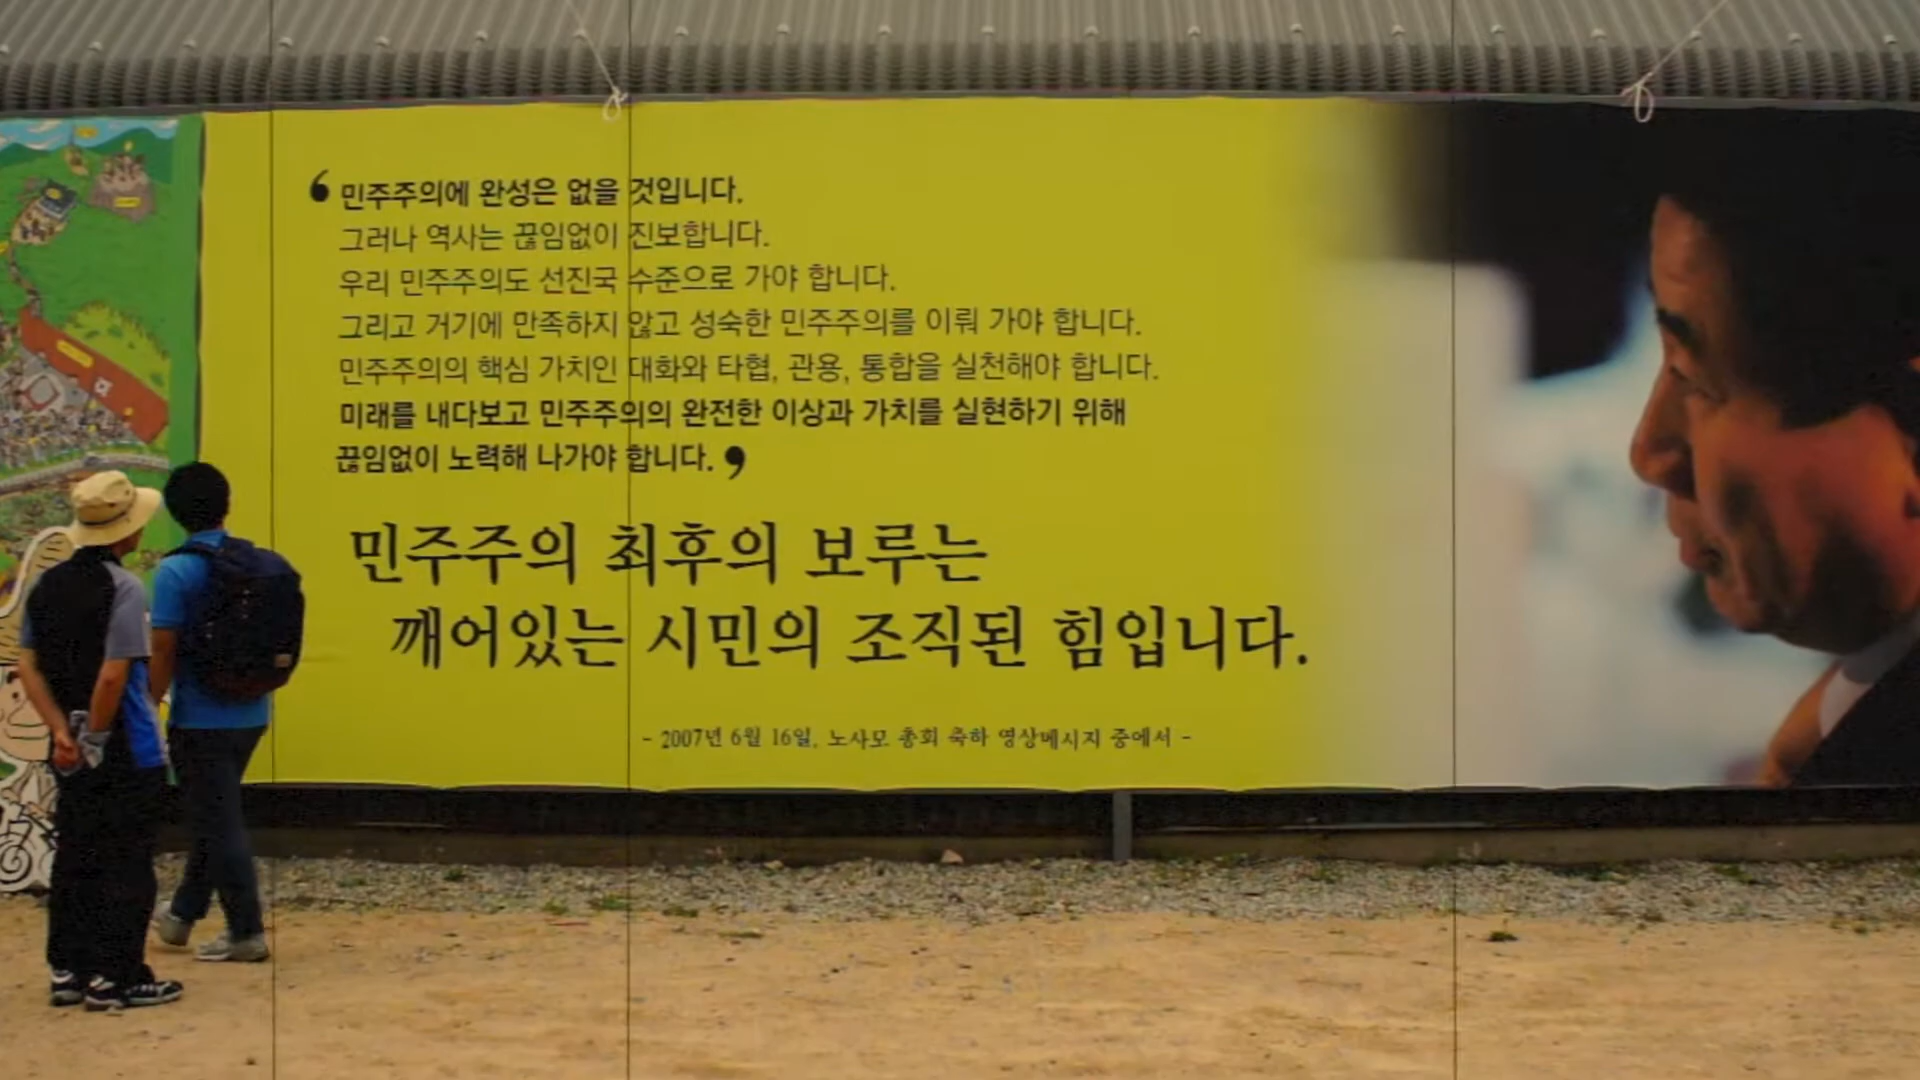 ❛ 민주주의에 완성은 없을 것입니다.
그러나 역사는 끊임없이 진보합니다.
우리 민주주의도 선진국 수준으로 가야 합니다.
그리고 거기에 만족하지 않고 성숙한 민주주의를 이뤄 가야 합니다.
민주주의의 핵심 가치인 대화와 타협, 관용, 통합을 실천해야 합니다.
미래를 내다보고 민주주의의 완전한 이상과 가치를 실현하기 위해
끊임없이 노력해 나가야 합니다. ❜
민주주의 최후의 보루는
깨어있는 시민의 조직된 힘입니다.
- 2007년 6월 16일, 노사모 총회 축하 영상메시지 중에서 -